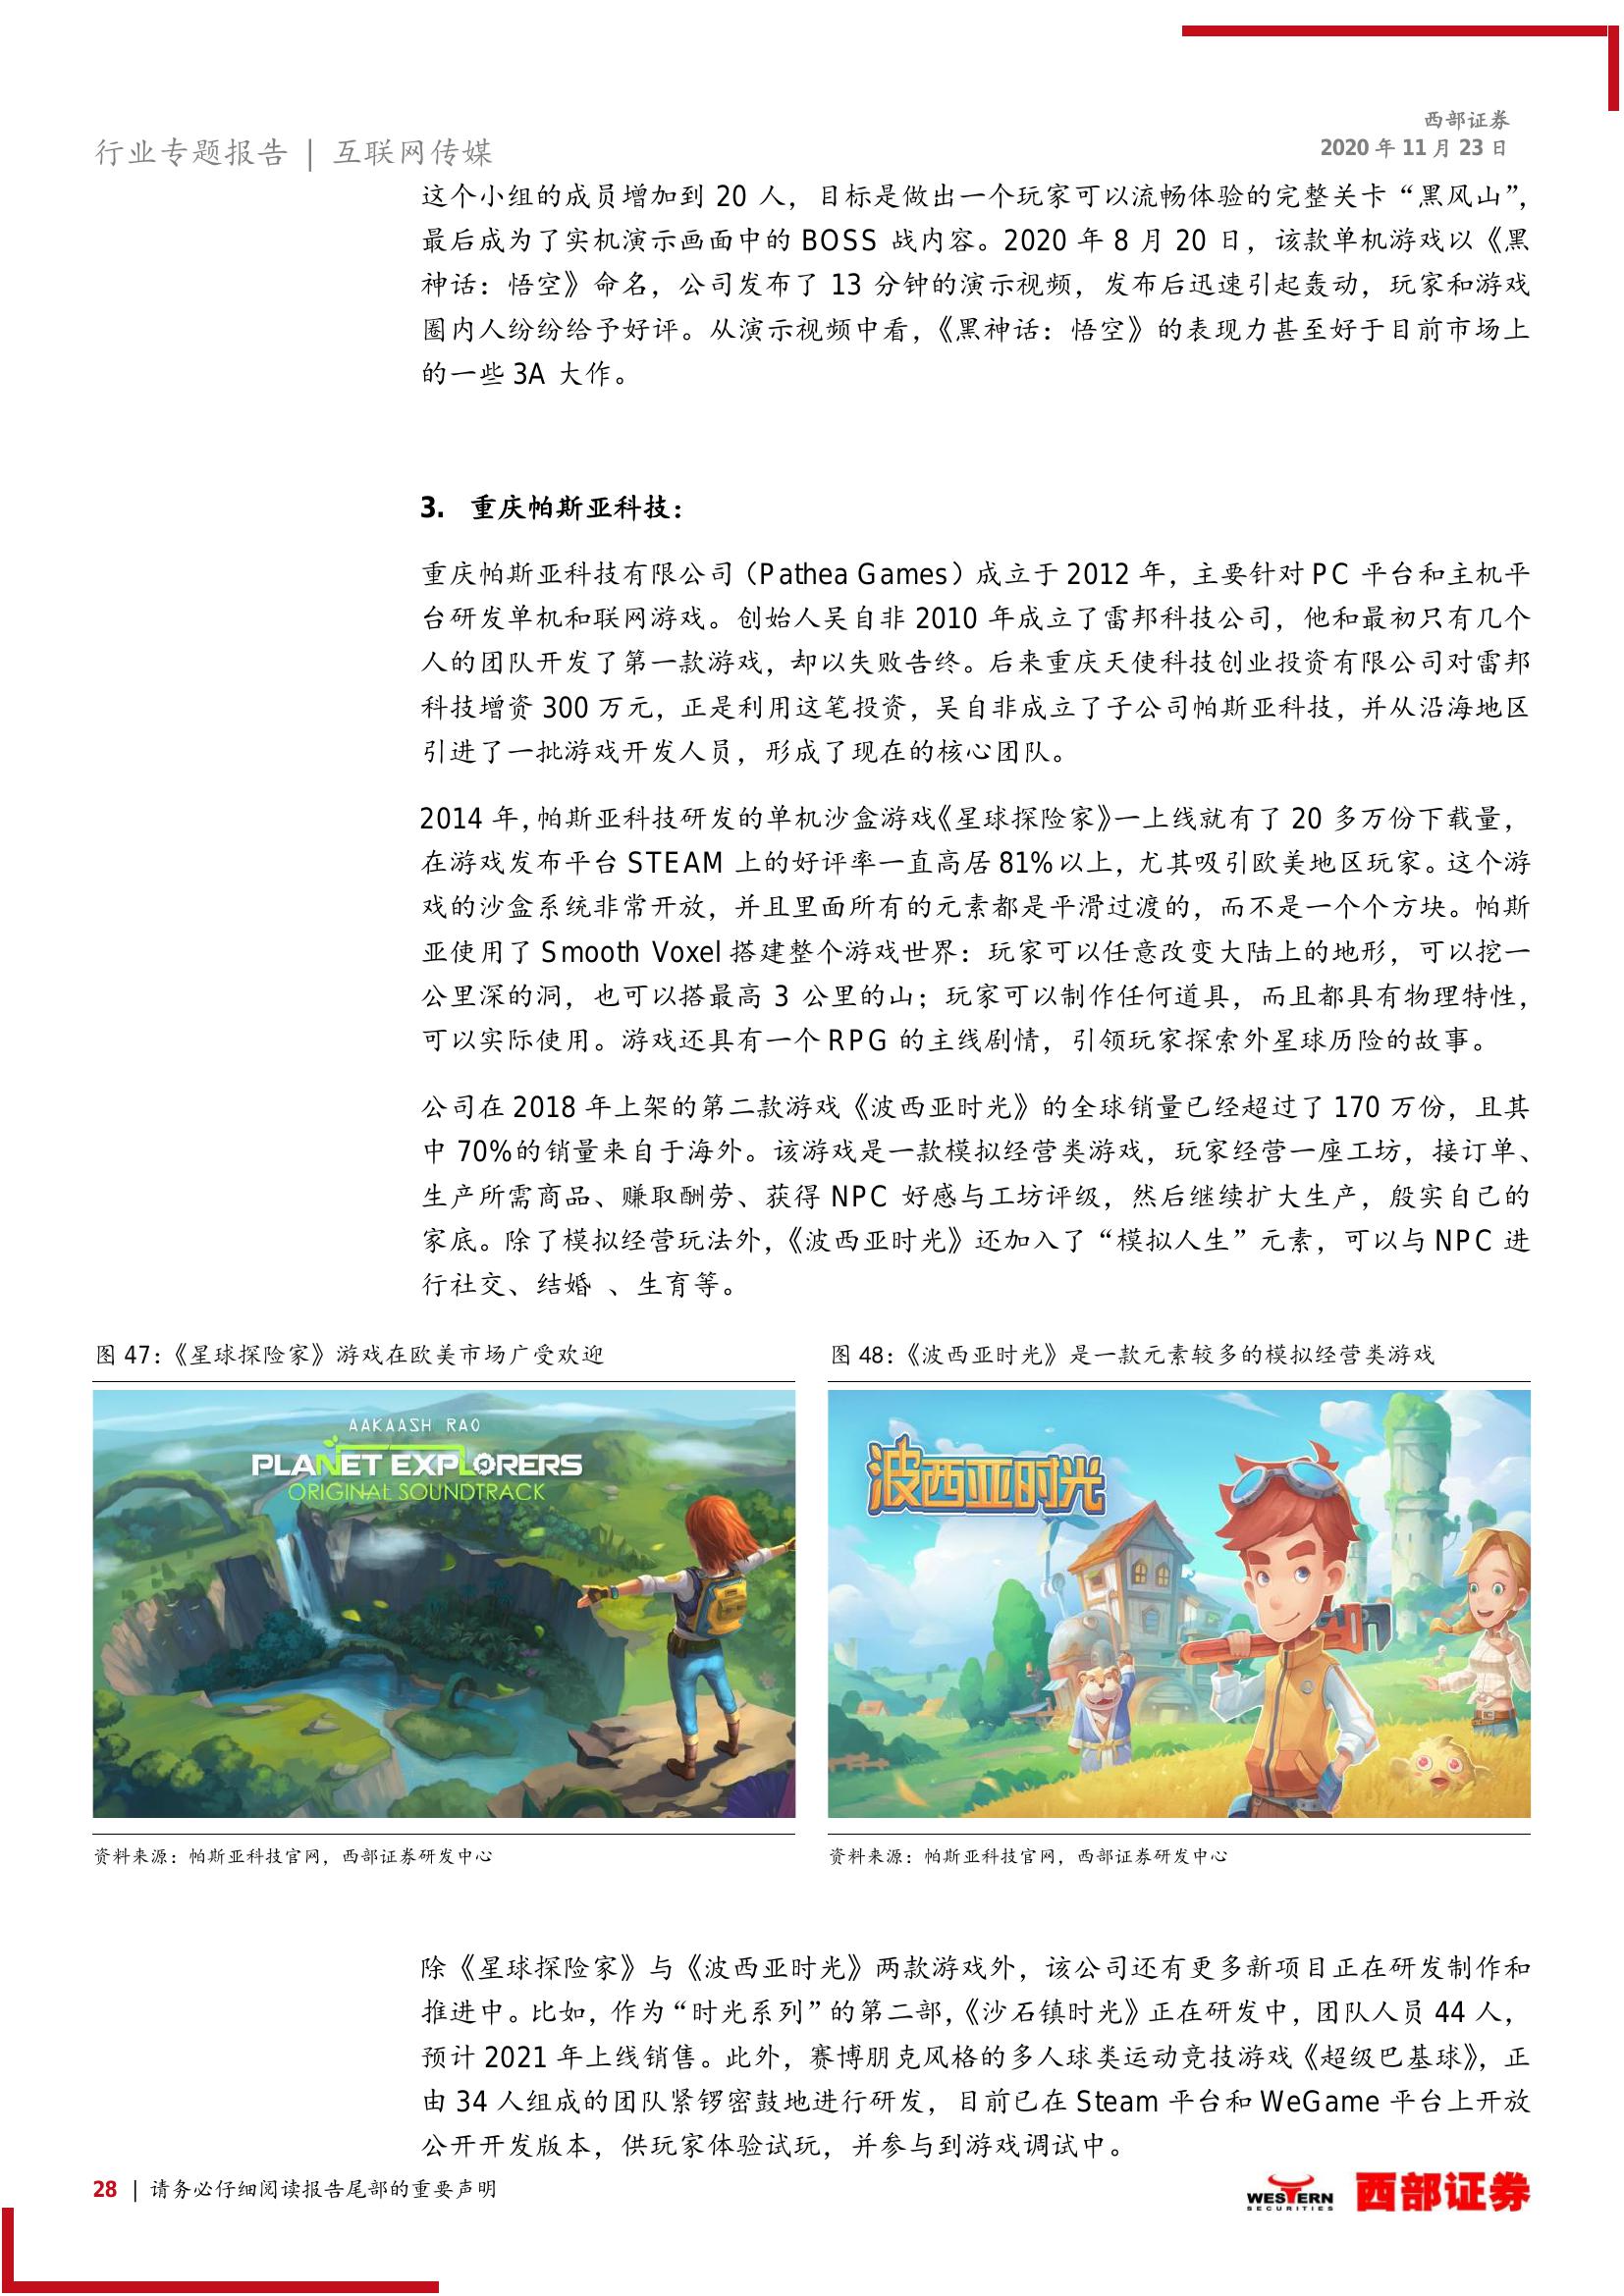 西部证券
2020 年 11 月 23 日
行业专题报告 | 互联网传媒
这个小组的成员增加到 20 人，目标是做出一个玩家可以流畅体验的完整关卡“黑风山”，
最后成为了实机演示画面中的 BOSS 战内容。2020 年 8 月 20 日，该款单机游戏以《黑
神话：悟空》命名，公司发布了 13 分钟的演示视频，发布后迅速引起轰动，玩家和游戏
圈内人纷纷给予好评。从演示视频中看，《黑神话：悟空》的表现力甚至好于目前市场上
的一些 3A 大作。
3. 重庆帕斯亚科技：
重庆帕斯亚科技有限公司（Pathea Games）成立于 2012 年，主要针对 PC 平台和主机平
台研发单机和联网游戏。创始人吴自非 2010 年成立了雷邦科技公司，他和最初只有几个
人的团队开发了第一款游戏，却以失败告终。后来重庆天使科技创业投资有限公司对雷邦
科技增资 300 万元，正是利用这笔投资，吴自非成立了子公司帕斯亚科技，并从沿海地区
引进了一批游戏开发人员，形成了现在的核心团队。
2014 年，帕斯亚科技研发的单机沙盒游戏《星球探险家》一上线就有了 20 多万份下载量，
在游戏发布平台 STEAM 上的好评率一直高居 81%以上，尤其吸引欧美地区玩家。这个游
戏的沙盒系统非常开放，并且里面所有的元素都是平滑过渡的，而不是一个个方块。帕斯
亚使用了 Smooth Voxel 搭建整个游戏世界：玩家可以任意改变大陆上的地形，可以挖一
公里深的洞，也可以搭最高 3 公里的山；玩家可以制作任何道具，而且都具有物理特性，
可以实际使用。游戏还具有一个 RPG 的主线剧情，引领玩家探索外星球历险的故事。
公司在 2018 年上架的第二款游戏《波西亚时光》的全球销量已经超过了 170 万份，且其
中 70%的销量来自于海外。该游戏是一款模拟经营类游戏，玩家经营一座工坊，接订单、
生产所需商品、赚取酬劳、获得 NPC 好感与工坊评级，然后继续扩大生产，殷实自己的
家底。除了模拟经营玩法外，《波西亚时光》还加入了“模拟人生”元素，可以与 NPC 进
行社交、结婚 、生育等。
图 47：《星球探险家》游戏在欧美市场广受欢迎
AAKAASH RAO
PLANET EXPLORERS
ORIGINAL SOUNDTRACK
资料来源：帕斯亚科技官网，西部证券研发中心
图 48：《波西亚时光》是一款元素较多的模拟经营类游戏
波西亚时光
资料来源：帕斯亚科技官网，西部证券研发中心
除《星球探险家》与《波西亚时光》两款游戏外，该公司还有更多新项目正在研发制作和
推进中。比如，作为“时光系列”的第二部，《沙石镇时光》正在研发中，团队人员 44 人，
预计 2021 年上线销售。此外，赛博朋克风格的多人球类运动竞技游戏《超级巴基球》，正
由 34 人组成的团队紧锣密鼓地进行研发，目前已在 Steam 平台和 WeGame 平台上开放
公开开发版本，供玩家体验试玩，并参与到游戏调试中。
28 | 请务必仔细阅读报告尾部的重要声明
WESTERN
SECURITIES
西部证券